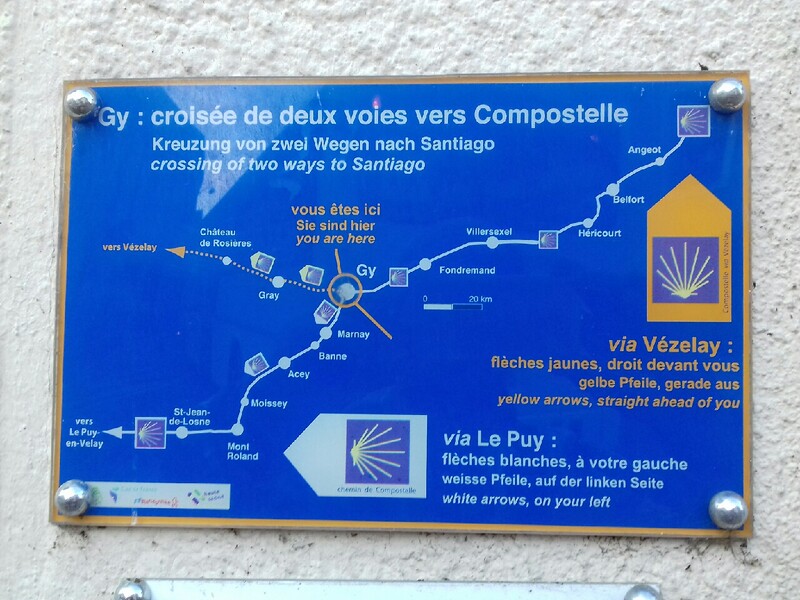 Gy : croisée de deux voies vers Compostelle
Kreuzung von zwei Wegen nach Santiago
crossing of two ways to Santiago
Angeot
Belfort
vous êtes ici
Sie sind hier
you are here
Château
de Rosières
Villersexel
Héricourt
vers Vézelay
Gy
Fondremand
Gray
0 20 km
Compostelle via Vézelay
Marnay
Banne
via Vézelay :
flèches jaunes, droit devant vous
gelbe Pfeile, gerade aus
yellow arrows, straight ahead of you
Acey
Moissey
St-Jean-
de-Losne
vers
Le Puy-
en-Velay
Mont
Roland
via Le Puy :
flèches blanches, à votre gauche
weisse Pfeile, auf der linken Seite
white arrows, on your left
chemin de Compostelle